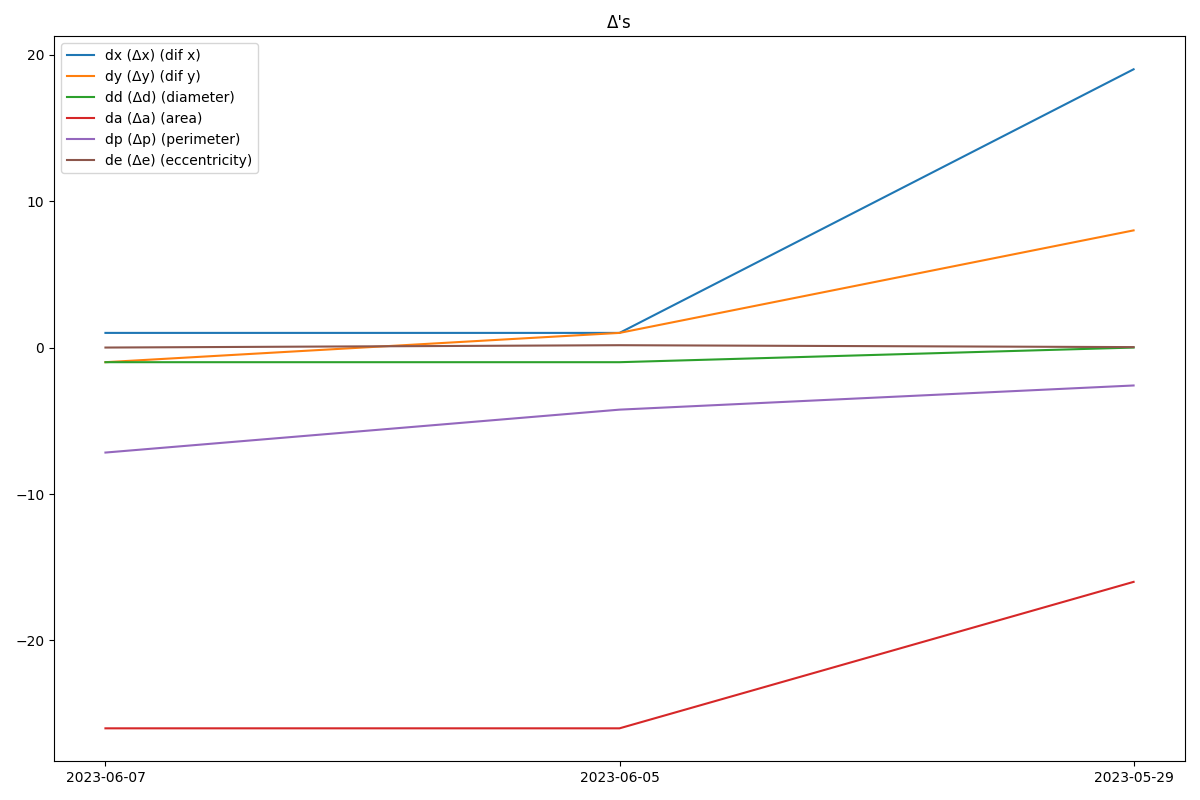 Δ's
dx (Δx) (dif x)
dy (Δy) (dif y)
dd (Δd) (diameter)
da (Δa) (area)
dp (Δp) (perimeter)
de (Δe) (eccentricity)
20
10
0
−10
−20
2023-06-07 2023-06-05 2023-05-29